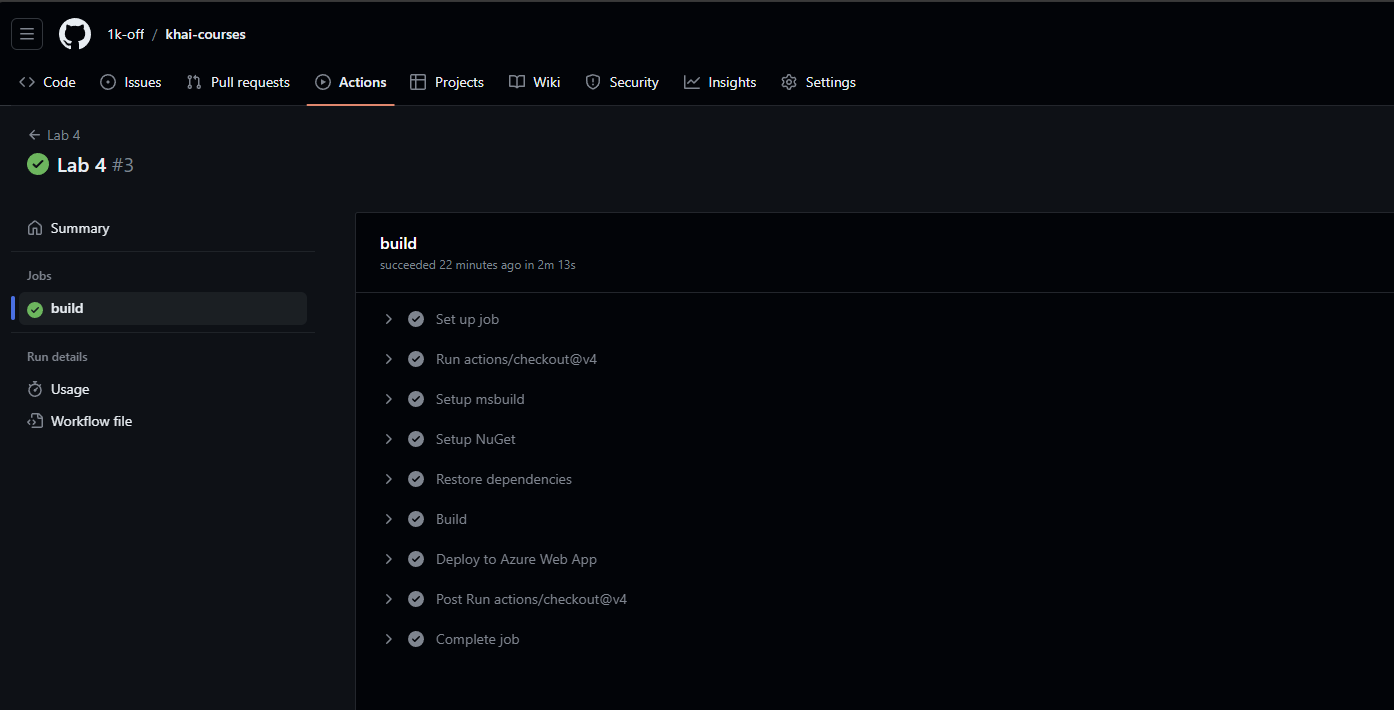 1k-off / khai-courses
Code Issues Pull requests Actions Projects Wiki Security Insights Settings
Lab 4
Lab 4 #3
Summary
Jobs
build
Run details
Usage
Workflow file
build
succeeded 22 minutes ago in 2m 13s
Set up job
Run actions/checkout@v4
Setup msbuild
Setup NuGet
Restore dependencies
Build
Deploy to Azure Web App
Post Run actions/checkout@v4
Complete job